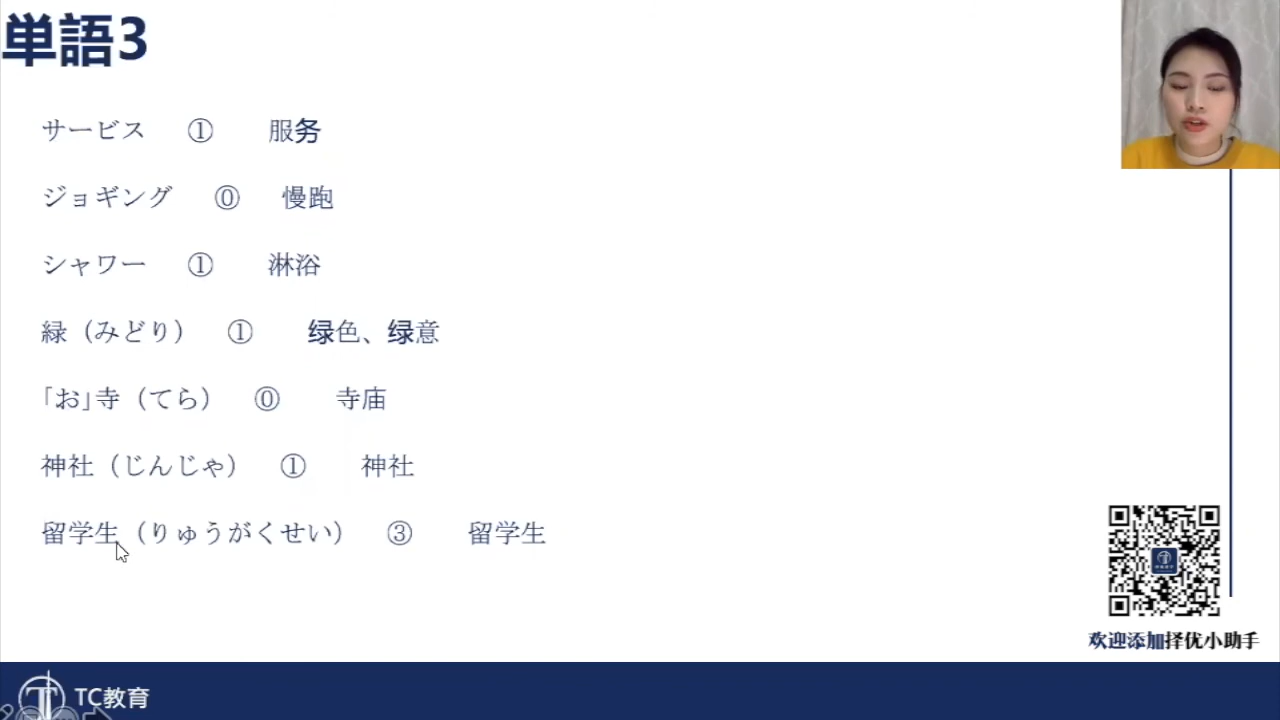 単語3
サービス ① 服务
ジョギング ⓪ 慢跑
シャワー ① 淋浴
緑（みどり） ① 绿色、绿意
｢お｣寺（てら） ⓪ 寺庙
神社（じんじゃ） ① 神社
留学生（りゅうがくせい） ③ 留学生
欢迎添加择优小助手
TC教育